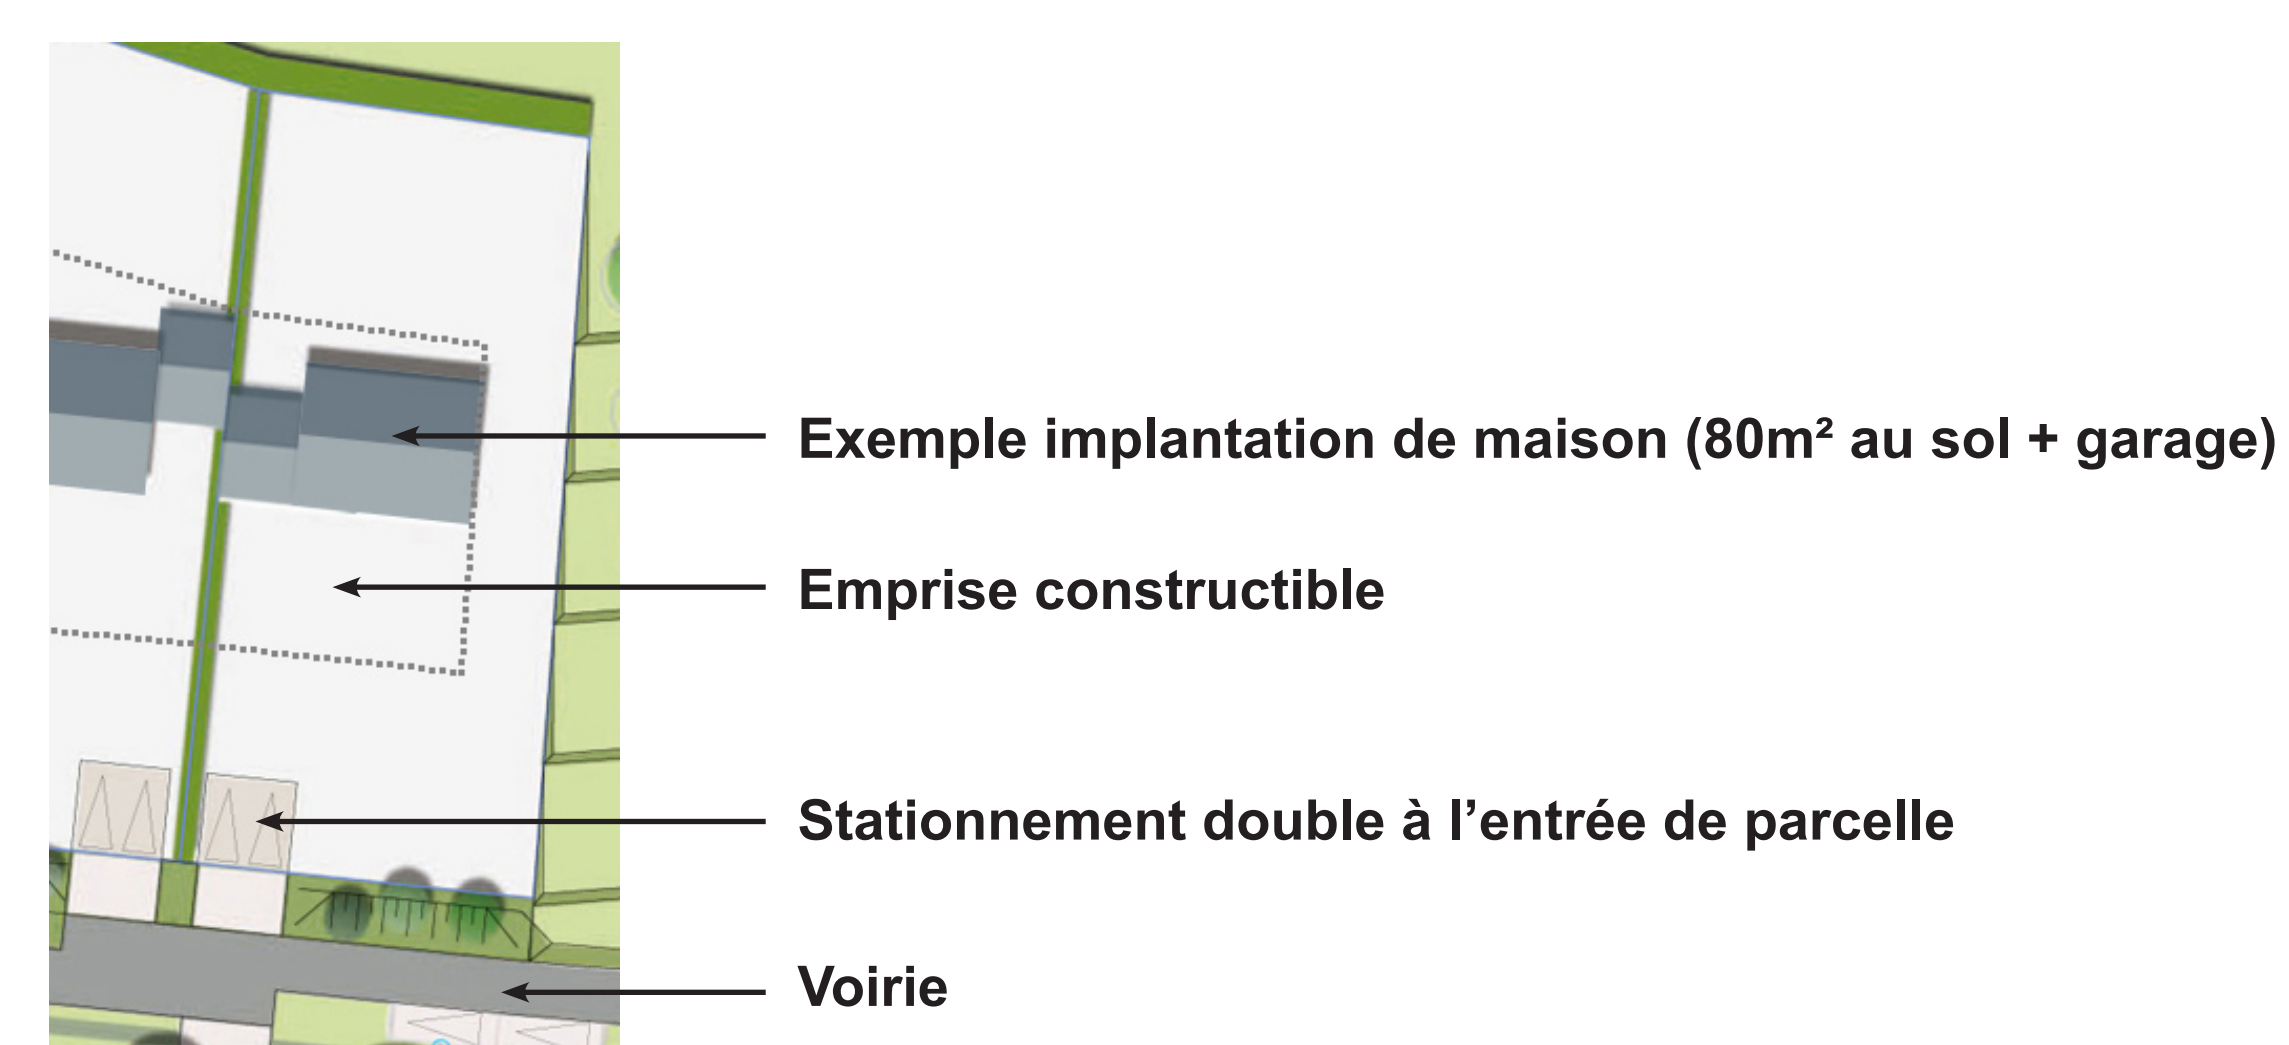 Exemple implantation de maison (80m² au sol + garage)
Emprise constructible
Stationnement double à l’entrée de parcelle
Voirie